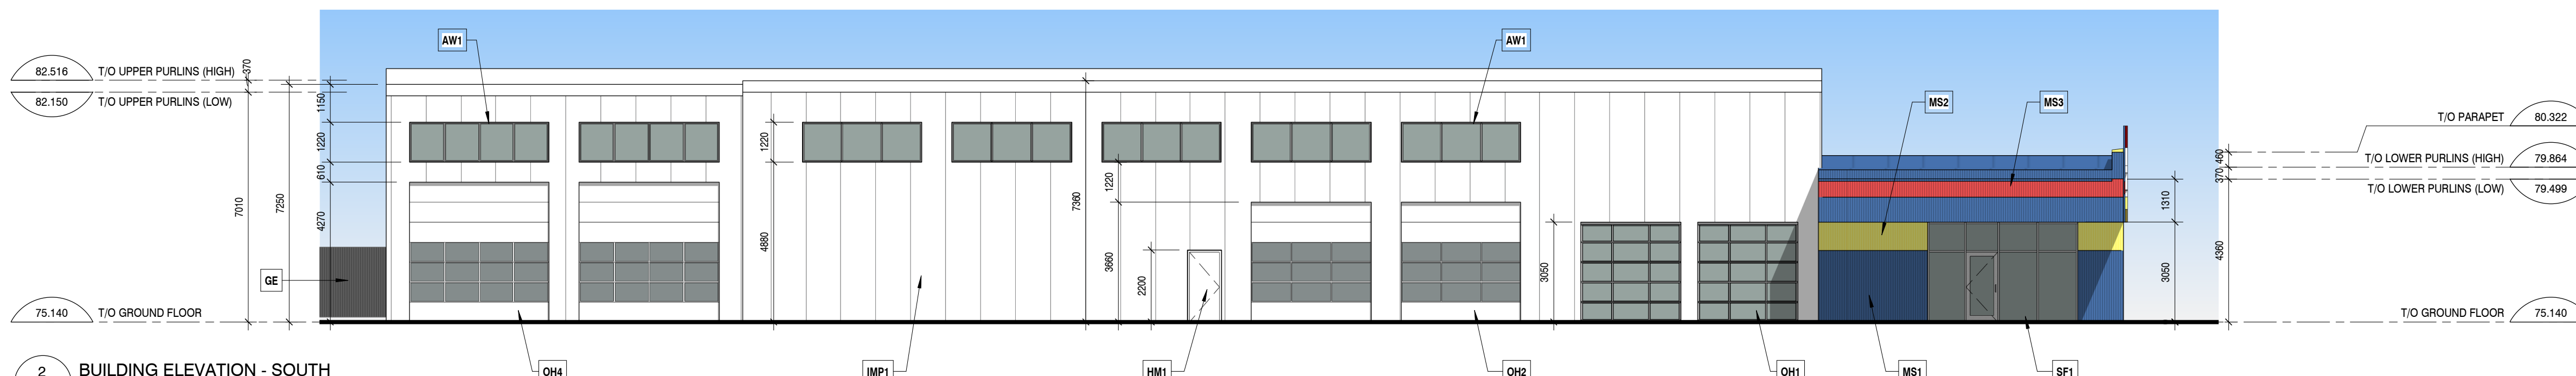 AW1
AW1
82.516
T/O UPPER PURLINS (HIGH)
370
82.150
T/O UPPER PURLINS (LOW)
1150
1220
610
4270
7250
7010
1220
4880
7360
1220
3660
2200
3050
MS2
MS3
T/O PARAPET
80.322
460
T/O LOWER PURLINS (HIGH)
79.864
370
T/O LOWER PURLINS (LOW)
79.499
1310
4360
3050
GE
75.140
T/O GROUND FLOOR
T/O GROUND FLOOR
75.140
2
BUILDING ELEVATION - SOUTH
OH4
IMP1
HM1
OH2
OH1
MS1
SF1